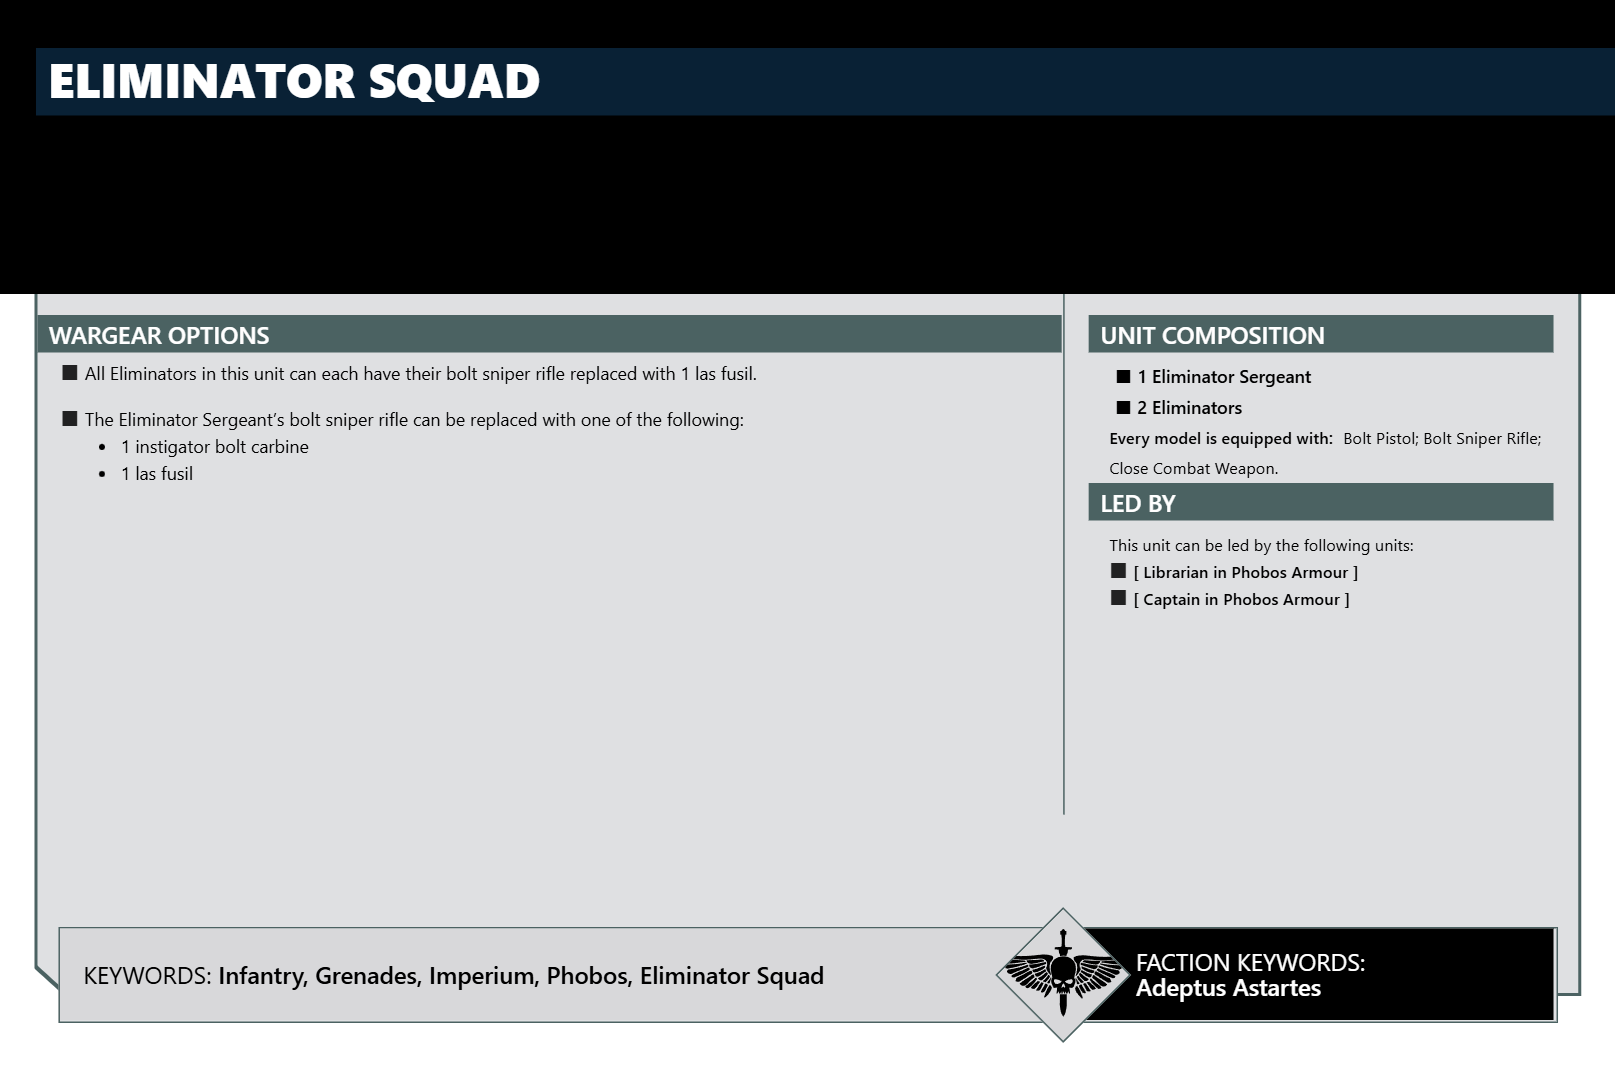 ELIMINATOR SQUAD
WARGEAR OPTIONS
All Eliminators in this unit can each have their bolt sniper rifle replaced with 1 las fusil.
The Eliminator Sergeant’s bolt sniper rifle can be replaced with one of the following:
1 instigator bolt carbine
1 las fusil
UNIT COMPOSITION
1 Eliminator Sergeant
2 Eliminators
Every model is equipped with: Bolt Pistol; Bolt Sniper Rifle;
Close Combat Weapon.
LED BY
This unit can be led by the following units:
[ Librarian in Phobos Armour ]
[ Captain in Phobos Armour ]
KEYWORDS: Infantry, Grenades, Imperium, Phobos, Eliminator Squad
FACTION KEYWORDS:
Adeptus Astartes